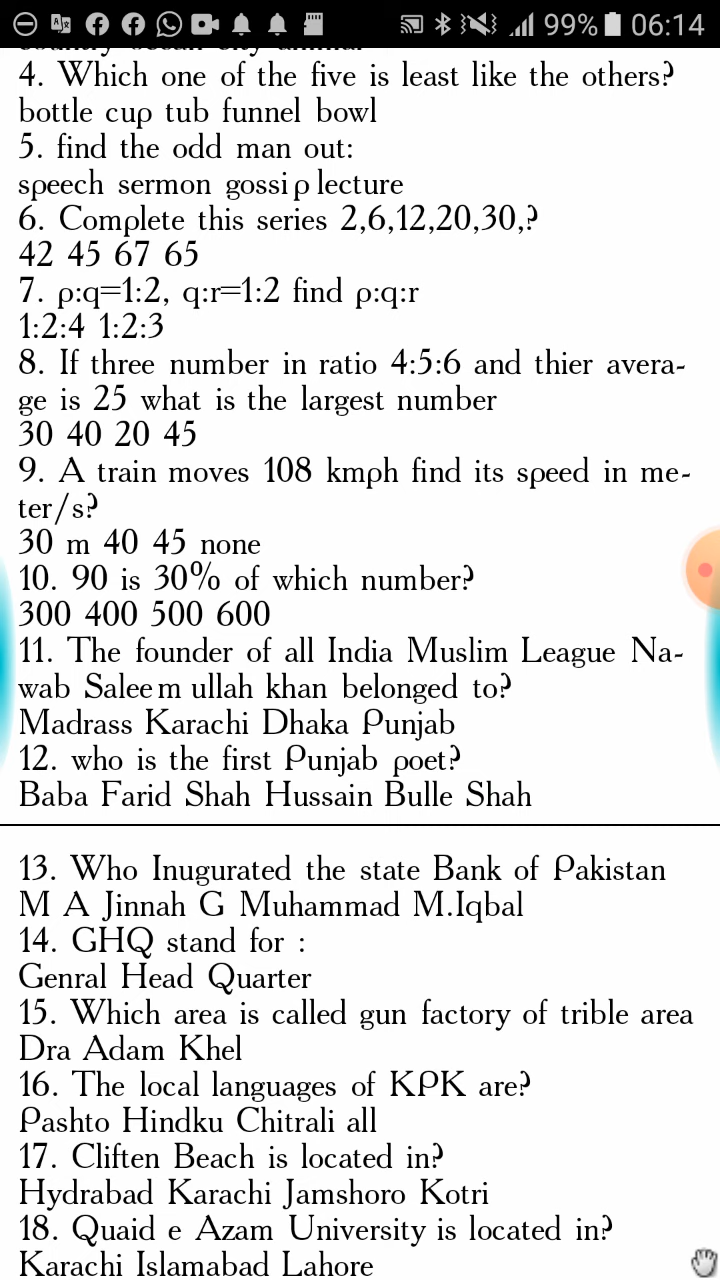 99% 06:14
4. Which one of the five is least like the others?
bottle cup tub funnel bowl
5. find the odd man out:
speech sermon gossip lecture
6. Complete this series 2,6,12,20,30,?
42 45 67 65
7. p:q=1:2, q:r=1:2 find p:q:r
1:2:4 1:2:3
8. If three number in ratio 4:5:6 and thier avera-
ge is 25 what is the largest number
30 40 20 45
9. A train moves 108 kmph find its speed in me-
ter/s?
30 m 40 45 none
10. 90 is 30% of which number?
300 400 500 600
11. The founder of all India Muslim League Na-
wab Saleem ullah khan belonged to?
Madrass Karachi Dhaka Punjab
12. who is the first Punjab poet?
Baba Farid Shah Hussain Bulle Shah
13. Who Inugurated the state Bank of Pakistan
M A Jinnah G Muhammad M.Iqbal
14. GHQ stand for :
Genral Head Quarter
15. Which area is called gun factory of trible area
Dra Adam Khel
16. The local languages of KPK are?
Pashto Hindku Chitrali all
17. Cliften Beach is located in?
Hydrabad Karachi Jamshoro Kotri
18. Quaid e Azam University is located in?
Karachi Islamabad Lahore